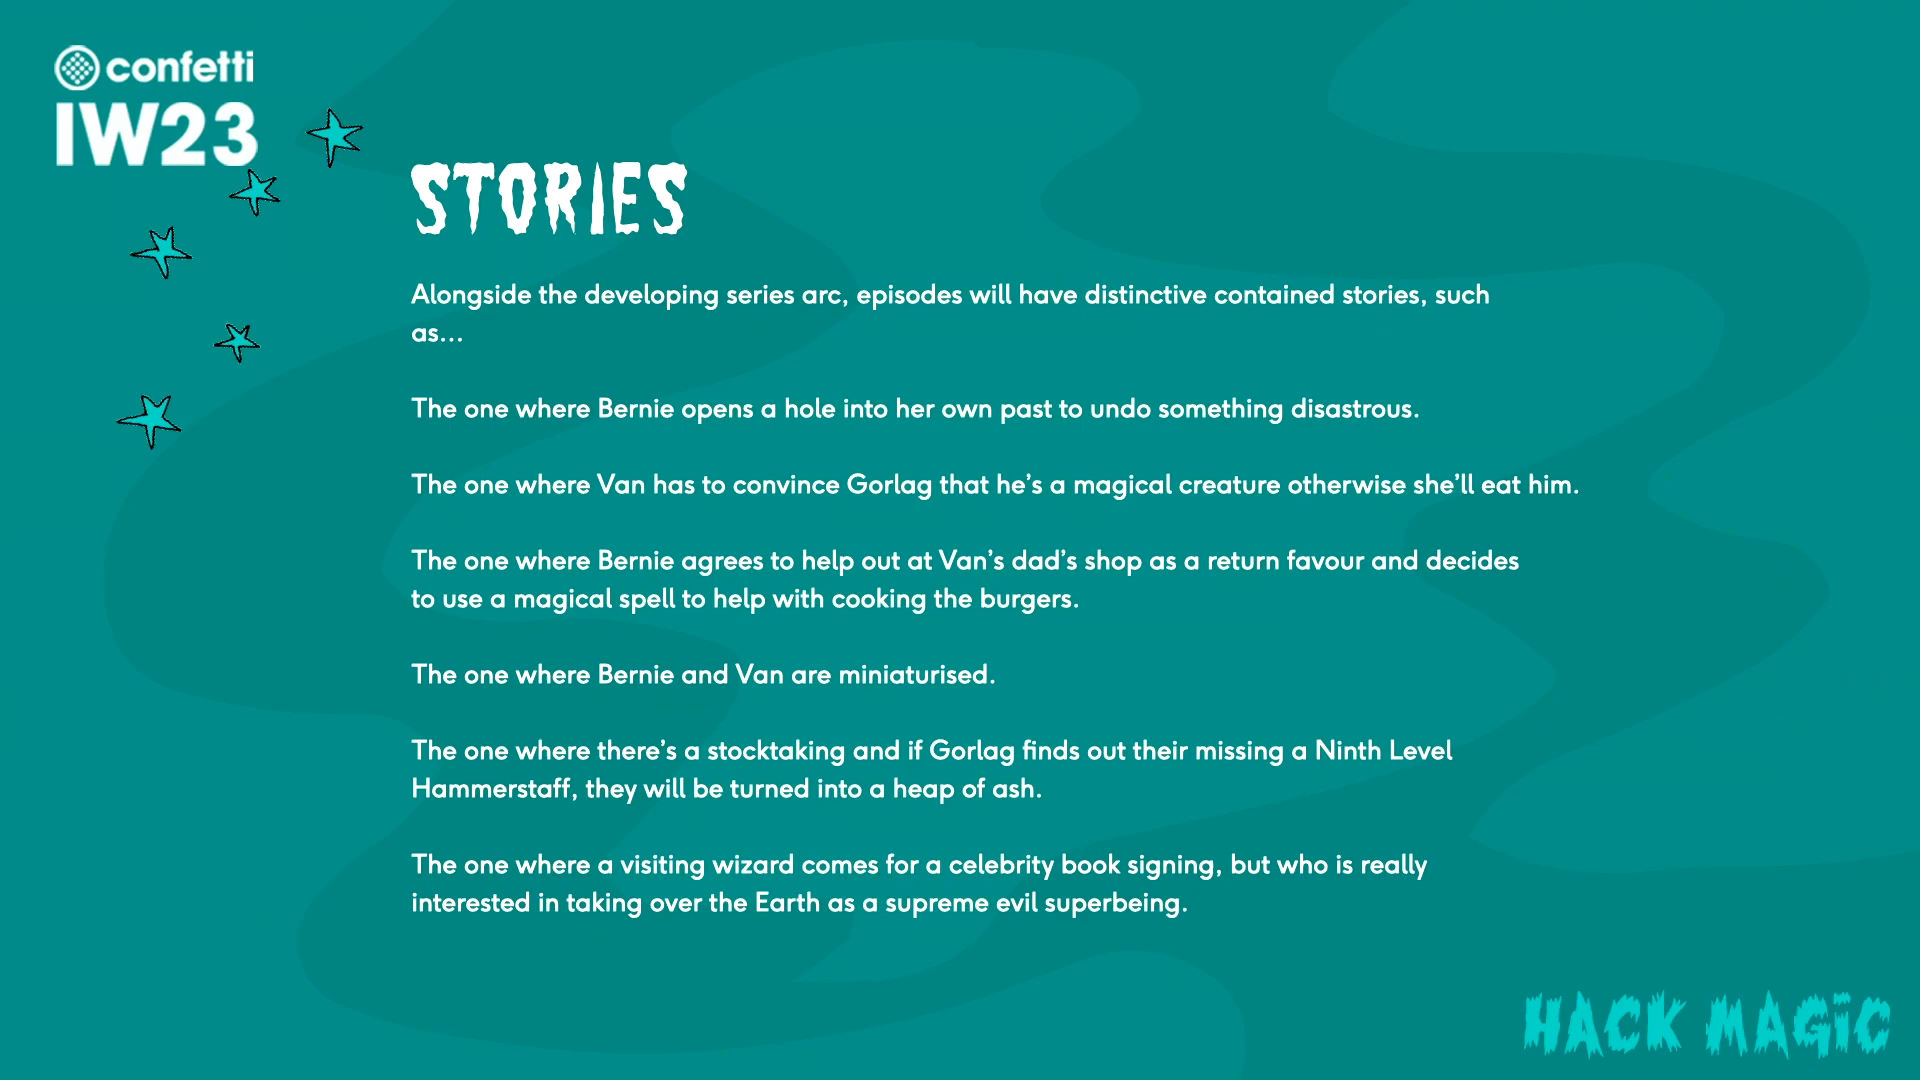 confetti
IW23
STORIES
Alongside the developing series arc, episodes will have distinctive contained stories, such
as...
The one where Bernie opens a hole into her own past to undo something disastrous.
The one where Van has to convince Gorlag that he's a magical creature otherwise she'll eat him.
The one where Bernie agrees to help out at Van's dad's shop as a return favour and decides
to use a magical spell to help with cooking the burgers.
The one where Bernie and Van are miniaturised.
The one where there's a stocktaking and if Gorlag finds out their missing a Ninth Level
Hammerstaff, they will be turned into a heap of ash.
The one where a visiting wizard comes for a celebrity book signing, but who is really
interested in taking over the Earth as a supreme evil superbeing.
HACK MAGIC